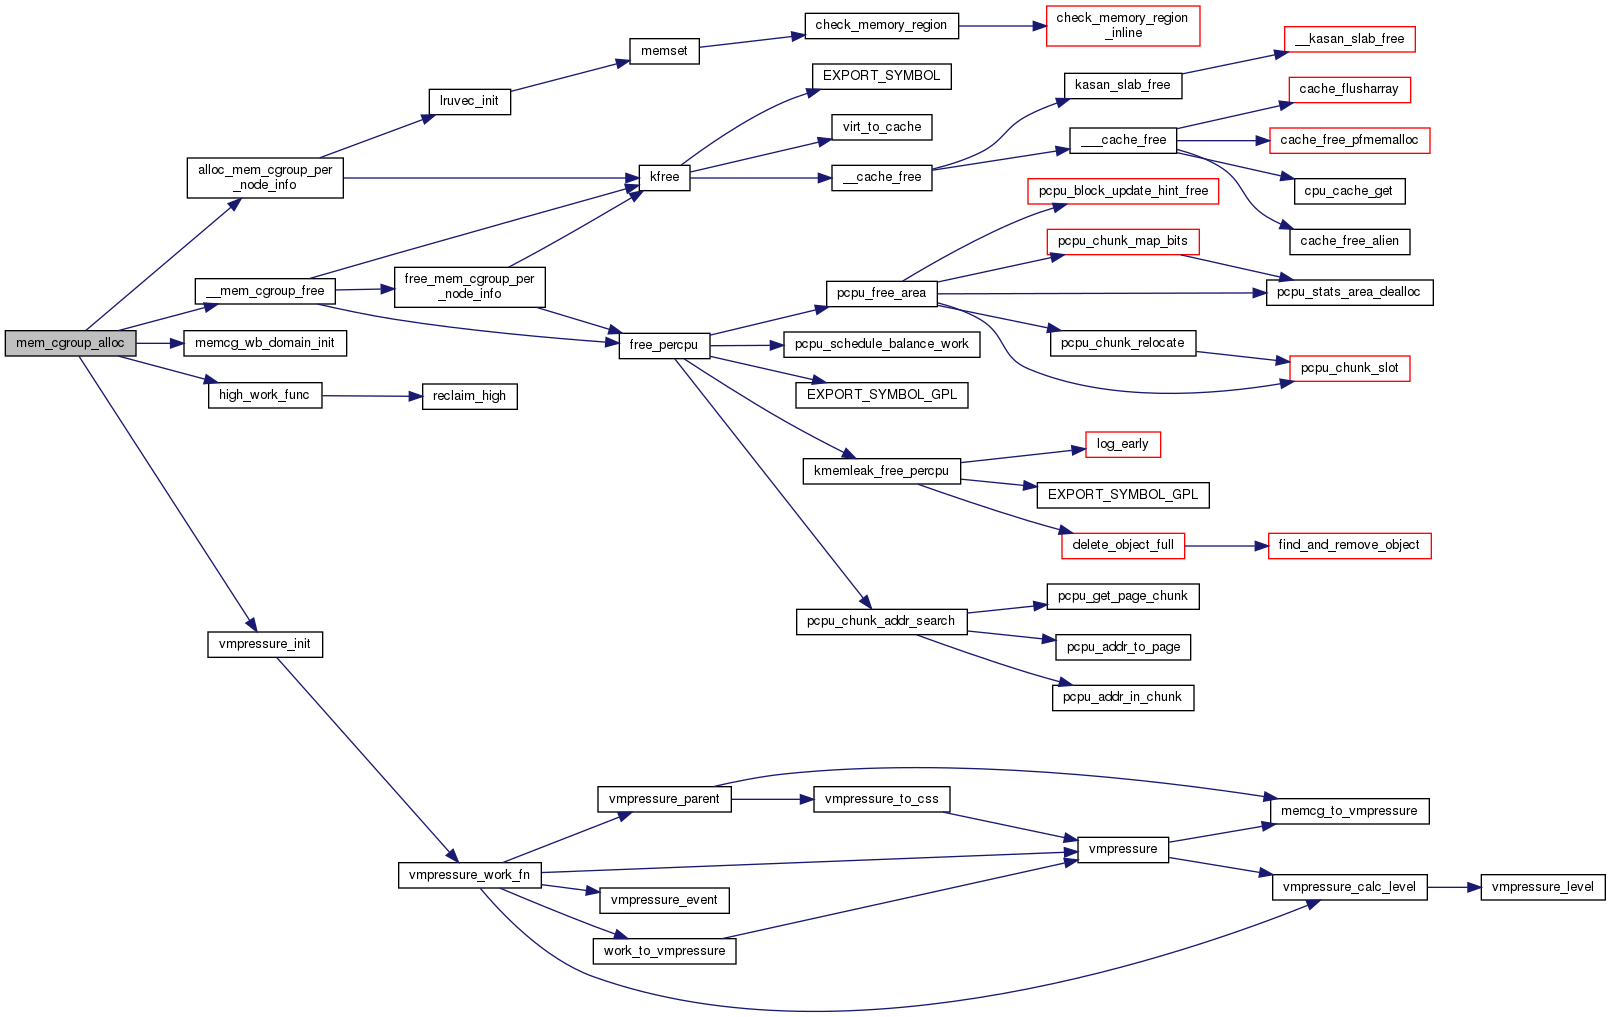 mem_cgroup_alloc
alloc_mem_cgroup_per
_node_info
__mem_cgroup_free
memcg_wb_domain_init
high_work_func
vmpressure_init
lruvec_init
free_mem_cgroup_per
_node_info
reclaim_high
vmpressure_work_fn
memset
kfree
free_percpu
vmpressure_parent
vmpressure_event
work_to_vmpressure
check_memory_region
EXPORT_SYMBOL
virt_to_cache
__cache_free
pcpu_free_area
pcpu_schedule_balance_work
EXPORT_SYMBOL_GPL
kmemleak_free_percpu
pcpu_chunk_addr_search
vmpressure_to_css
check_memory_region
_inline
kasan_slab_free
___cache_free
pcpu_block_update_hint_free
pcpu_chunk_map_bits
pcpu_chunk_relocate
log_early
EXPORT_SYMBOL_GPL
delete_object_full
pcpu_get_page_chunk
pcpu_addr_to_page
pcpu_addr_in_chunk
vmpressure
__kasan_slab_free
cache_flusharray
cache_free_pfmemalloc
cpu_cache_get
cache_free_alien
pcpu_stats_area_dealloc
pcpu_chunk_slot
find_and_remove_object
memcg_to_vmpressure
vmpressure_calc_level
vmpressure_level